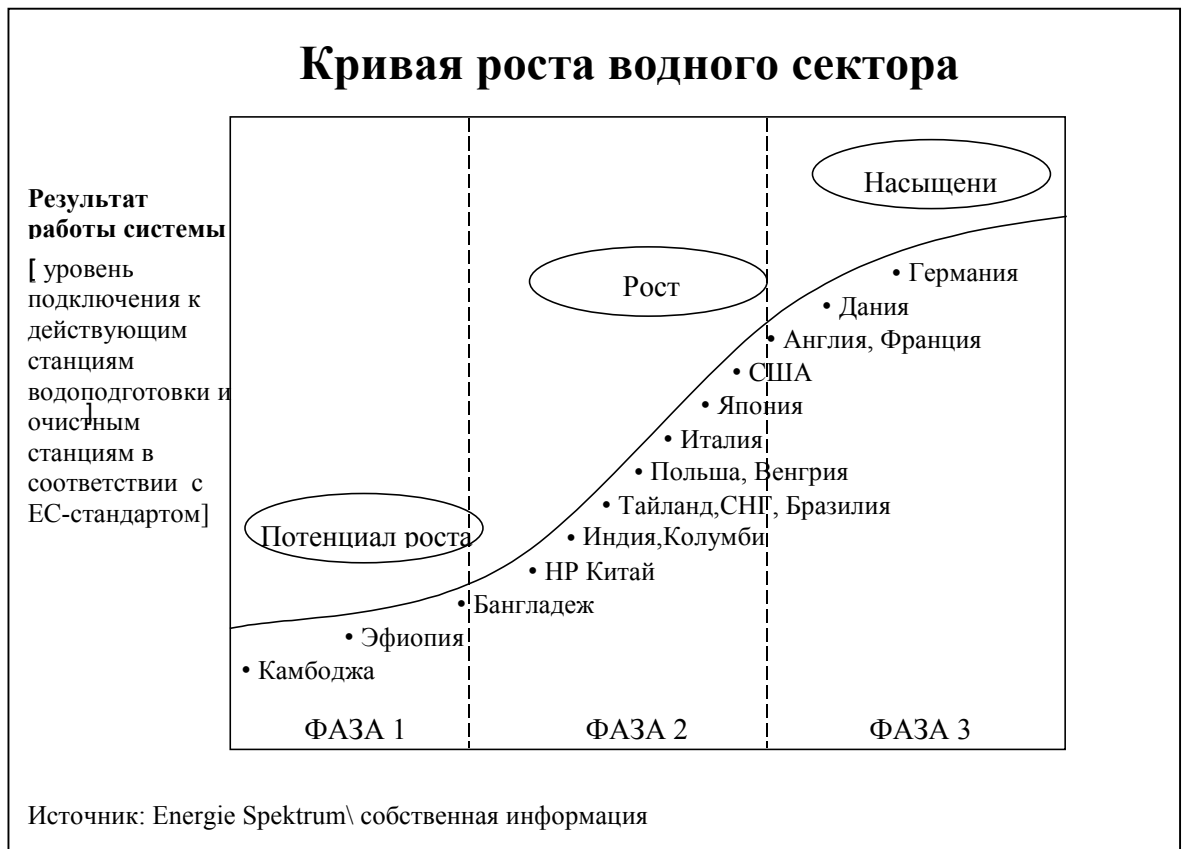 Кривая роста водного сектора
Результат
работы системы
[ уровень
подключения к
действующим
станциям
водоподготовки и
]
очистным
станциям в
соответствии с
ЕС-стандартом]
Насыщени
Рост
Потенциал роста
• Германия
• Дания
• Англия, Франция
• США
• Япония
• Италия
• Польша, Венгрия
• Тайланд,СНГ, Бразилия
• Индия,Колумби
• НР Китай
• Бангладеж
• Эфиопия
• Камбоджа
ФАЗА 1
ФАЗА 2
ФАЗА 3
Источник: Energie Spektrum\ собственная информация